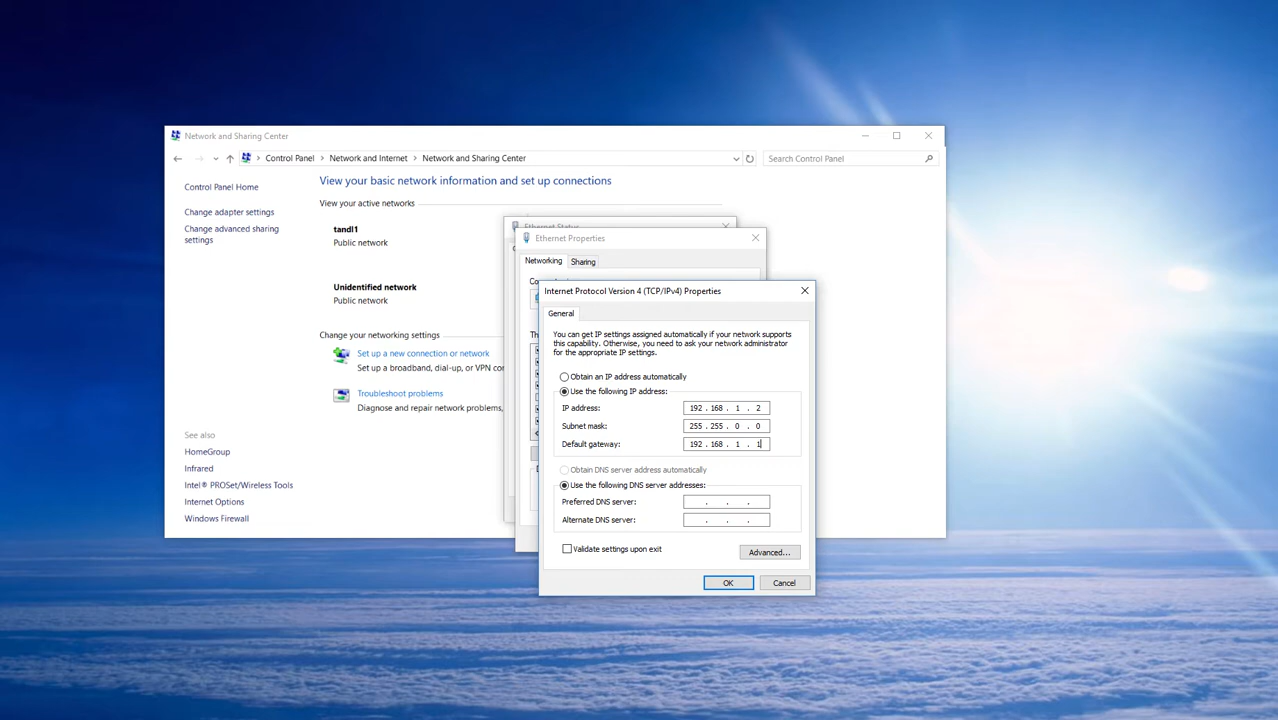 Network and Sharing Center
Control Panel > Network and Internet > Network and Sharing Center
Search Control Panel
Control Panel Home
Change adapter settings
Change advanced sharing
settings
View your basic network information and set up connections
View your active networks
tandl1
Public network
Unidentified network
Public network
Change your networking settings
Set up a new connection or network
Set up a broadband, dial-up, or VPN
Troubleshoot problems
Diagnose and repair network problems,
See also
HomeGroup
Infrared
Intel® PROSet/Wireless Tools
Internet Options
Windows Firewall
Ethernet Status
Ethernet Properties
Networking Sharing
Internet Protocol Version 4 (TCP/IPv4) Properties
General
You can get IP settings assigned automatically if your network supports
this capability. Otherwise, you need to ask your network administrator
for the appropriate IP settings.
Obtain an IP address automatically
Use the following IP address:
IP address: 192 . 168 . 1 . 2
Subnet mask: 255 . 255 . 0 . 0
Default gateway: 192 . 168 . 1 . 1
Obtain DNS server address automatically
Use the following DNS server addresses:
Preferred DNS server: . . .
Alternate DNS server: . . .
Validate settings upon exit
Advanced...
OK Cancel